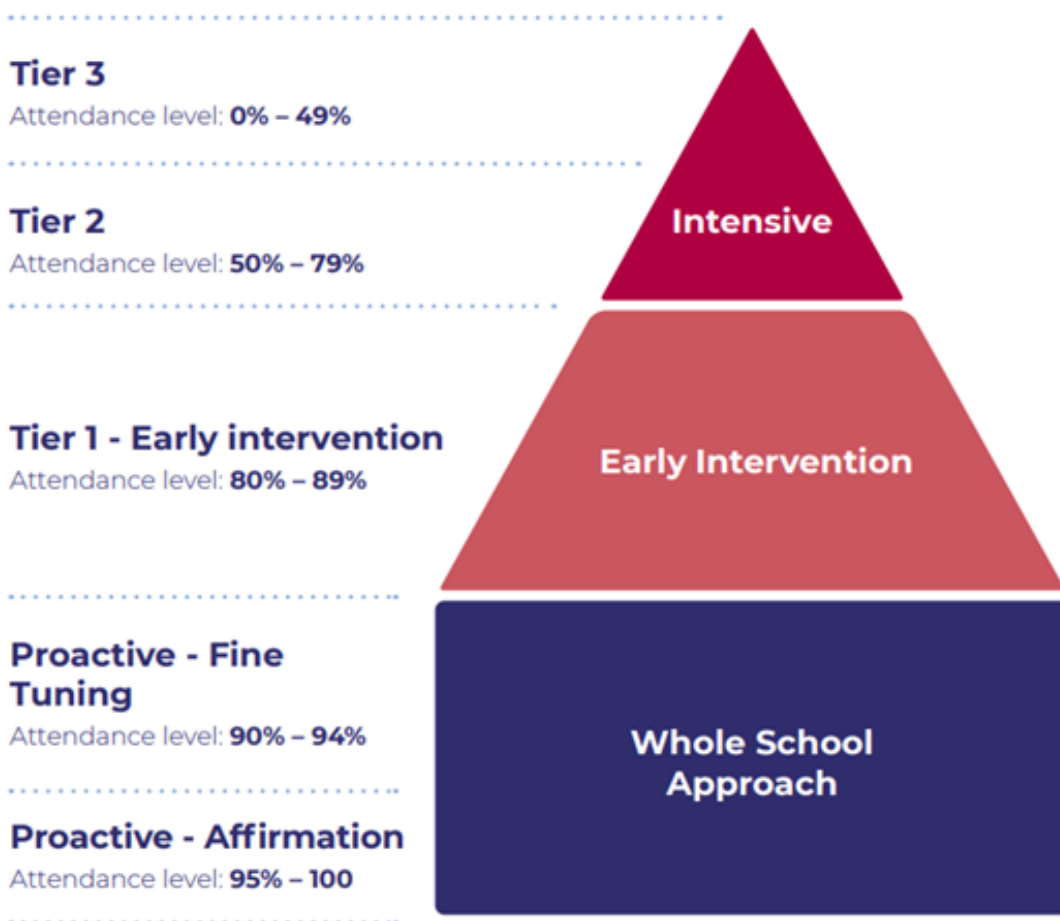 Tier 3
Attendance level: 0% – 49%
Tier 2
Attendance level: 50% – 79%
Intensive
Tier 1 - Early intervention
Attendance level: 80% – 89%
Early Intervention
Proactive - Fine
Tuning
Attendance level: 90% – 94%
Whole School
Approach
Proactive - Affirmation
Attendance level: 95% – 100